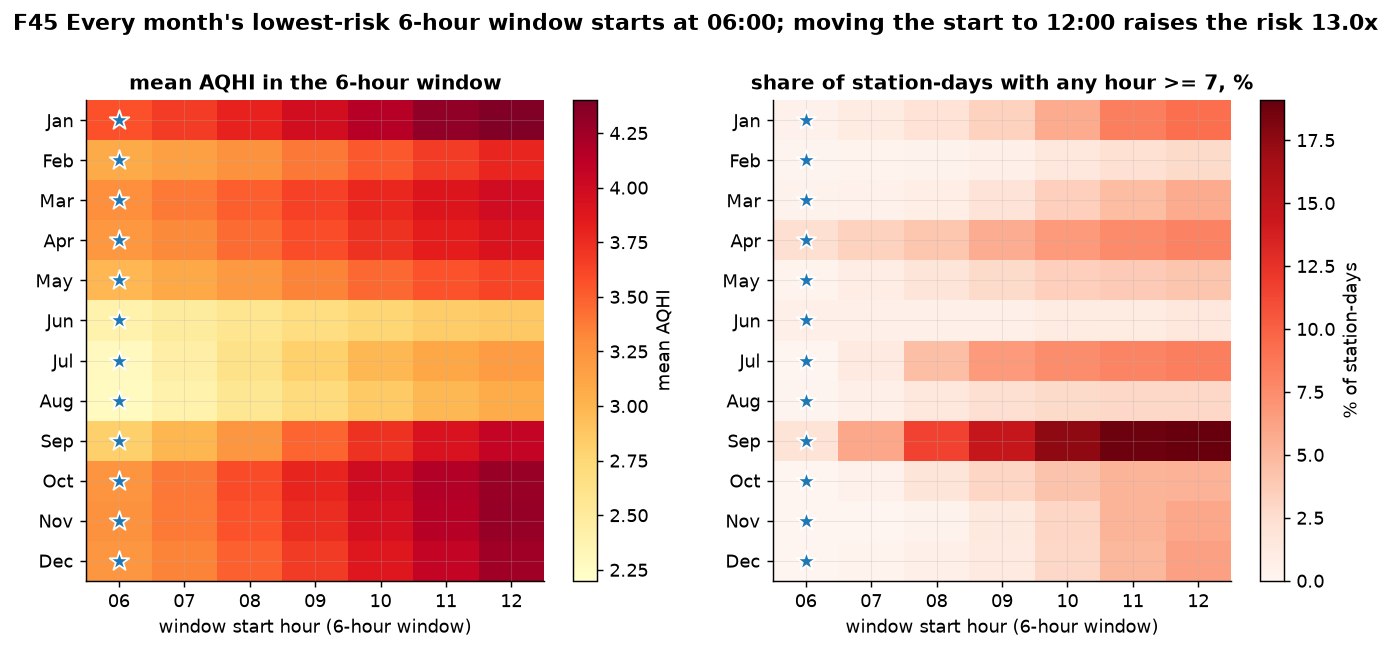 F45 Every month's lowest-risk 6-hour window starts at 06:00; moving the start to 12:00 raises the risk 13.0x
mean AQHI in the 6-hour window
Jan
Feb
Mar
Apr
May
Jun
Jul
Aug
Sep
Oct
Nov
Dec
06 07 08 09 10 11 12
window start hour (6-hour window)
4.25
4.00
3.75
3.50
3.25
3.00
2.75
2.50
2.25
mean AQHI
share of station-days with any hour >= 7, %
Jan
Feb
Mar
Apr
May
Jun
Jul
Aug
Sep
Oct
Nov
Dec
06 07 08 09 10 11 12
window start hour (6-hour window)
17.5
15.0
12.5
10.0
7.5
5.0
2.5
0.0
% of station-days